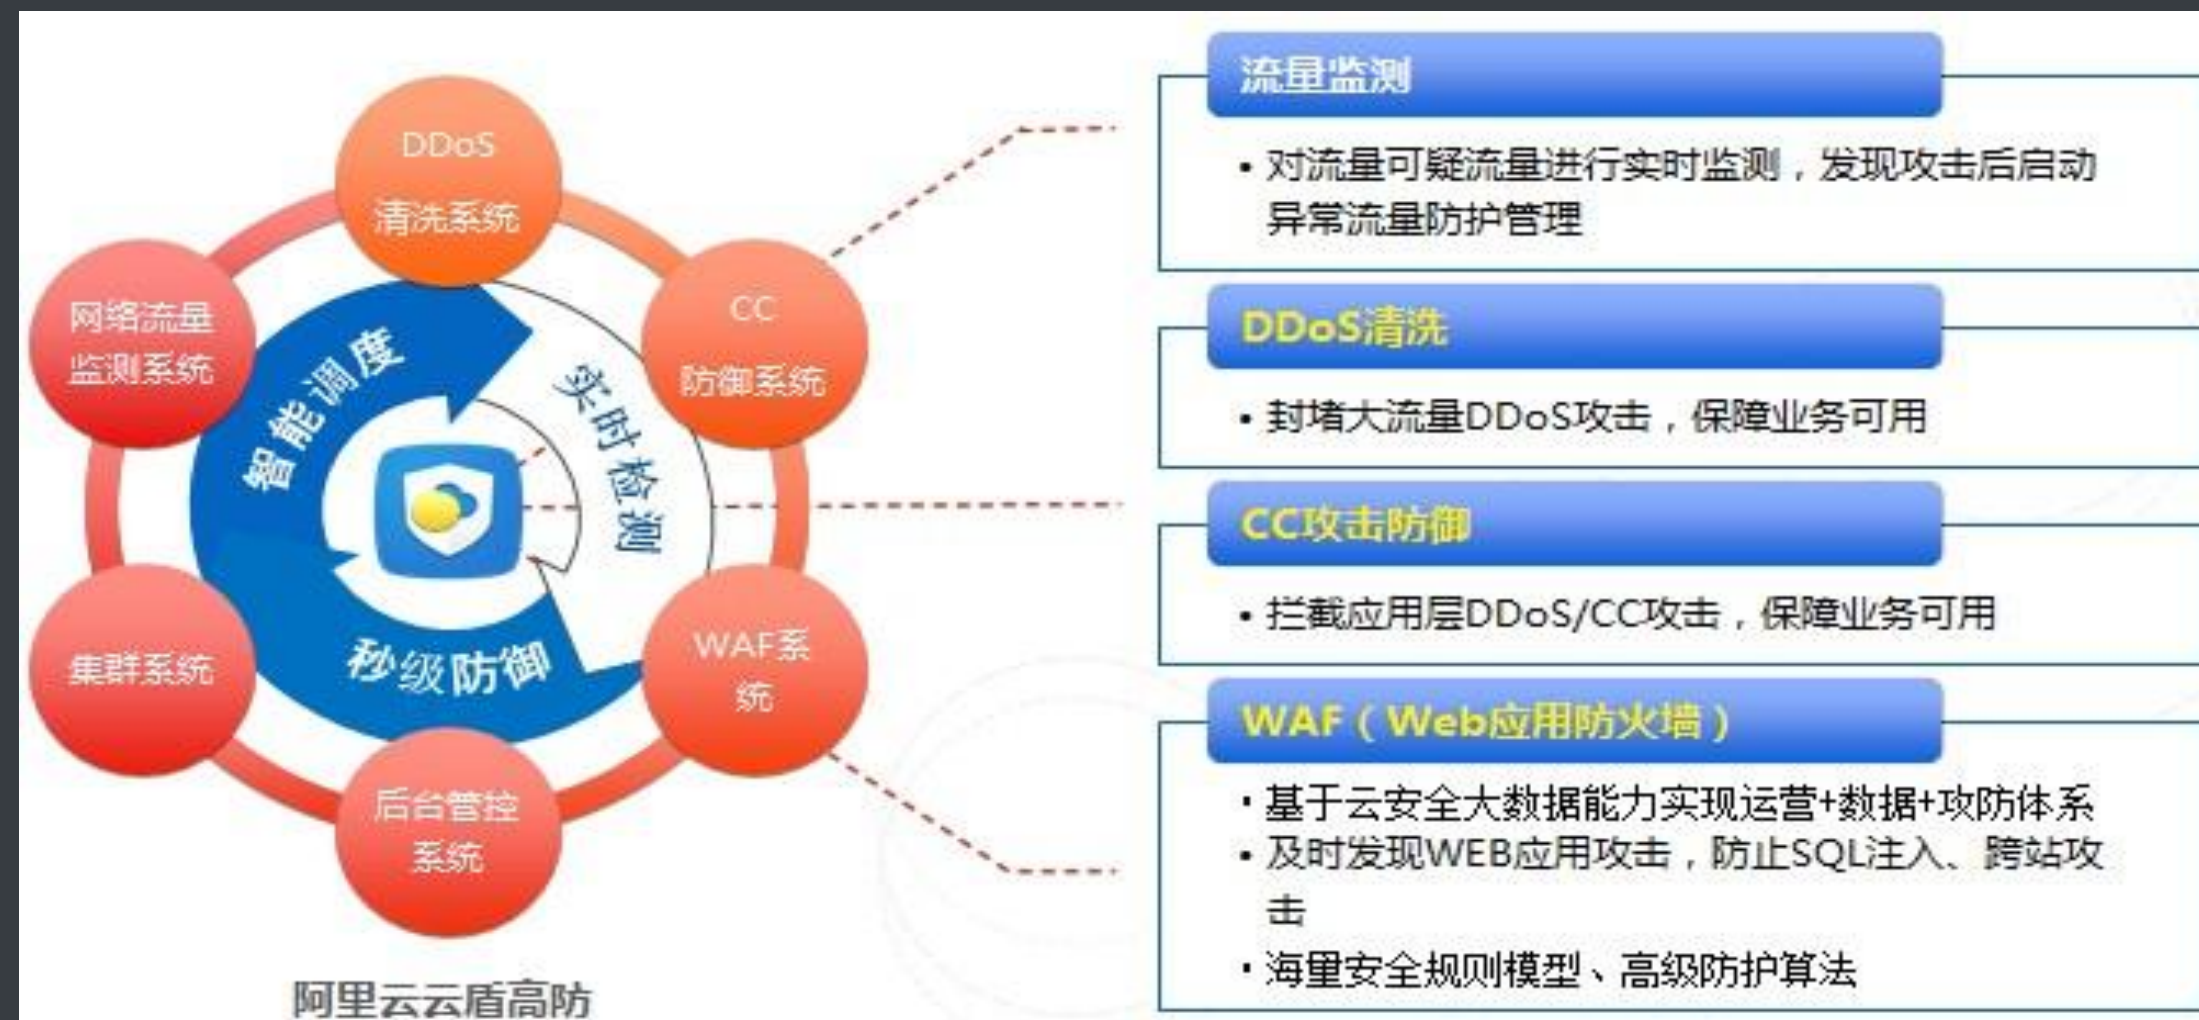 DDoS
清洗系统
网络流量
监测系统
CC
防御系统
智能调度
实时检测
秒级防御
集群系统
WAF系
统
后台管控
系统
阿里云云盾高防
流量监测
• 对流量可疑流量进行实时监测，发现攻击后启动
异常流量防护管理
DDoS清洗
• 封堵大流量DDoS攻击，保障业务可用
CC攻击防御
• 拦截应用层DDoS/CC攻击，保障业务可用
WAF（Web应用防火墙）
• 基于云安全大数据能力实现运营+数据+攻防体系
• 及时发现WEB应用攻击，防止SQL注入、跨站攻
击
• 海量安全规则模型、高级防护算法